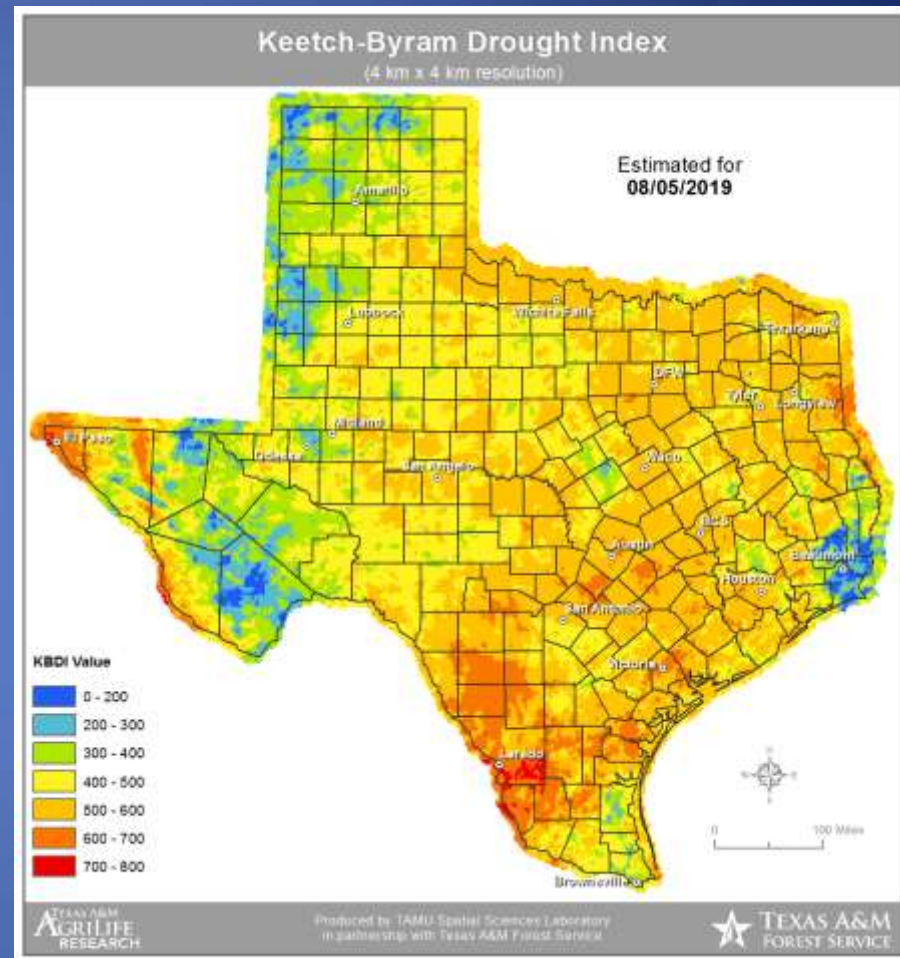 Keetch-Byram Drought Index
(4 km x 4 km resolution)
Estimated for
08/05/2019
Amarillo
Lubbock
Wichita Falls
Texarkana
DFW
Tyler
Longview
El Paso
Midland
Odessa
San Angelo
Waco
BCS
Austin
Beaumont
Houston
San Antonio
Victoria
Laredo
Brownsville
KBDI Value
0 - 200
200 - 300
300 - 400
400 - 500
500 - 600
600 - 700
700 - 800
N
W E
S
0 100 Miles
TEXAS A&M
AGRILIFE
RESEARCH
Produced by TAMU Spatial Sciences Laboratory
in partnership with Texas A&M Forest Service
TEXAS A&M
FOREST SERVICE